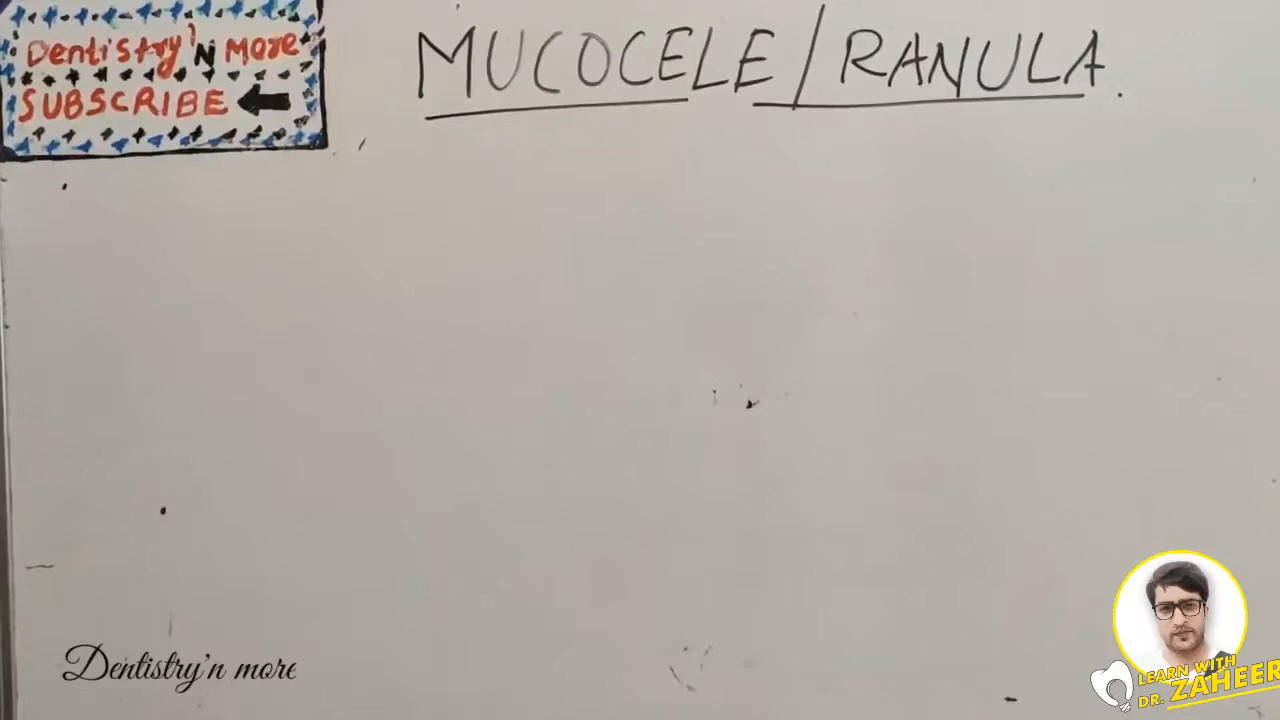 Dentistry'N More
SUBSCRIBE
MUCOCELE / RANULA.
Dentistry'n more
LEARN WITH
DR. ZAHEER